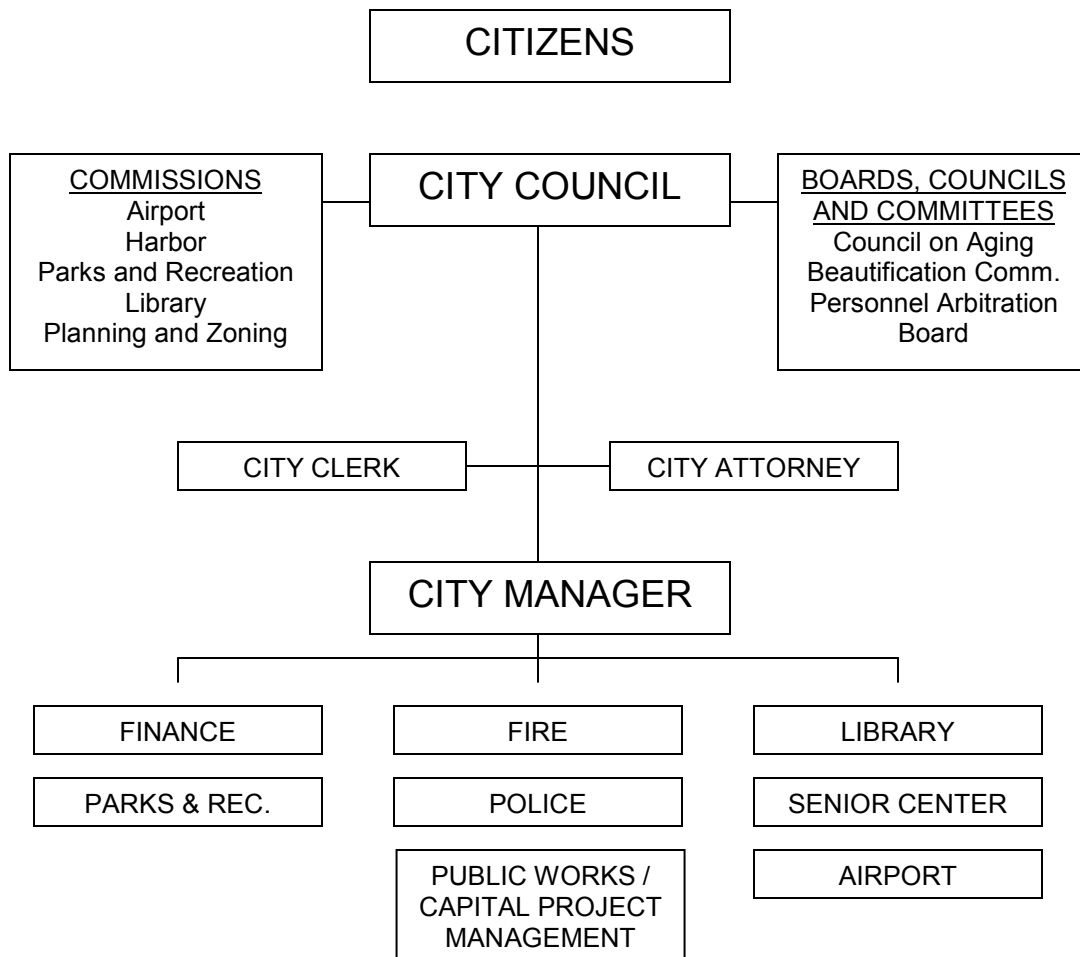 CITIZENS
COMMISSIONS
Airport
Harbor
Parks and Recreation
Library
Planning and Zoning
CITY COUNCIL
BOARDS, COUNCILS
AND COMMITTEES
Council on Aging
Beautification Comm.
Personnel Arbitration
Board
CITY CLERK
CITY ATTORNEY
CITY MANAGER
FINANCE
FIRE
LIBRARY
PARKS & REC.
POLICE
SENIOR CENTER
PUBLIC WORKS /
CAPITAL PROJECT
MANAGEMENT
AIRPORT